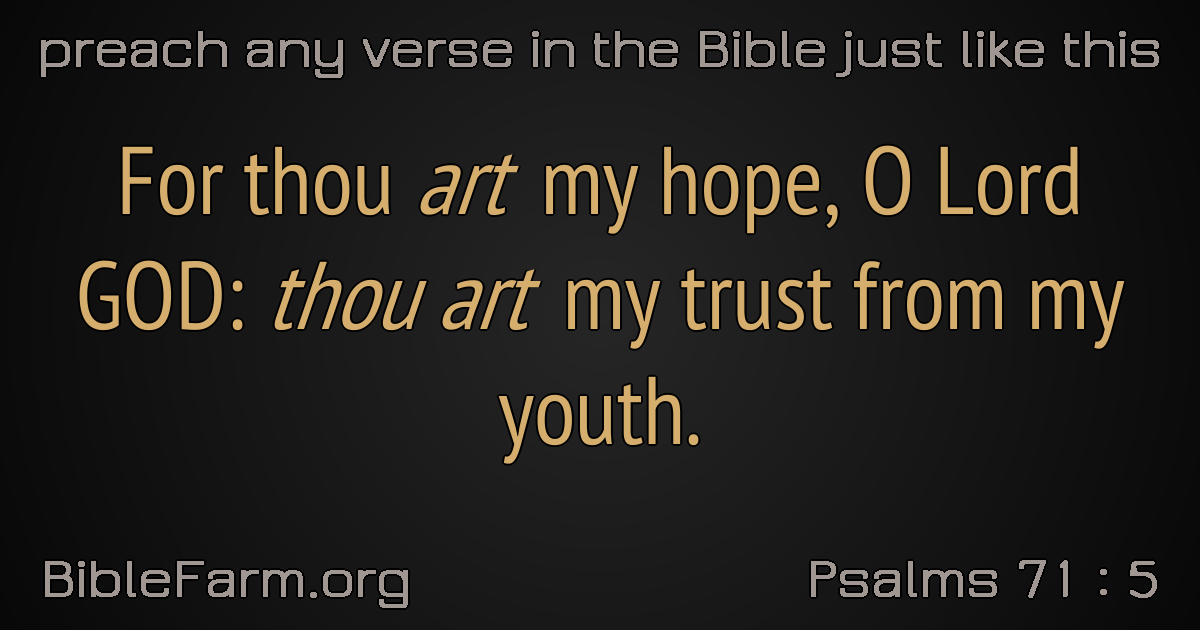 preach any verse in the Bible just like this
For thou art my hope, O Lord
GOD: thou art my trust from my
youth.
BibleFarm.org
Psalms 71 : 5